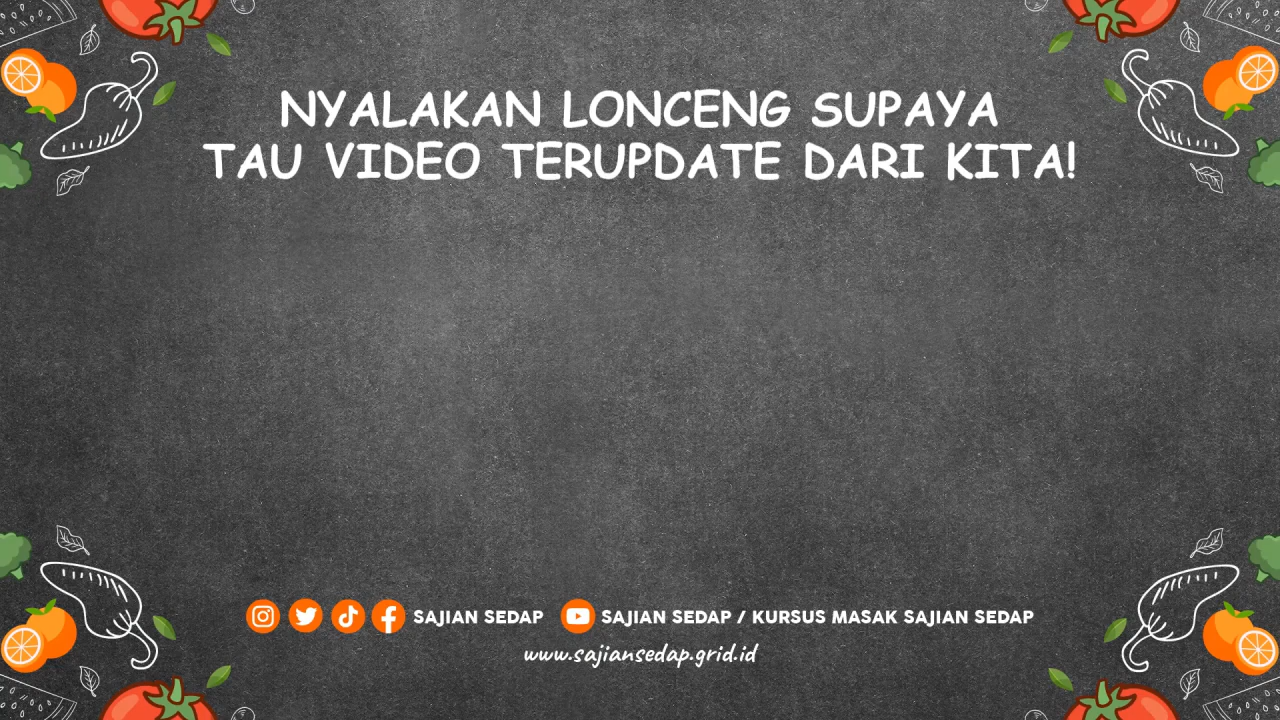 NYALAKAN LONCENG SUPAYA
TAU VIDEO TERUPDATE DARI KITA!
SAJIAN SEDAP SAJIAN SEDAP / KURSUS MASAK SAJIAN SEDAP
www.sajiansedap.grid.id